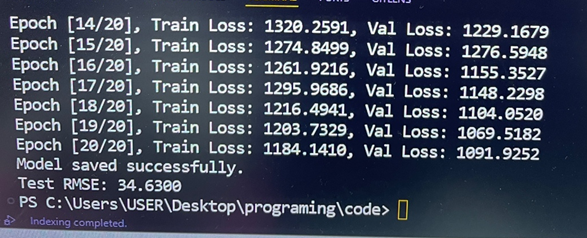 Epoch [14/20], Train Loss: 1320.2591, Val Loss: 1229.1679
Epoch [15/20], Train Loss: 1274.8499, Val Loss: 1276.5948
Epoch [16/20], Train Loss: 1261.9216, Val Loss: 1155.3527
Epoch [17/20], Train Loss: 1295.9686, Val Loss: 1148.2298
Epoch [18/20], Train Loss: 1216.4941, Val Loss: 1104.0520
Epoch [19/20], Train Loss: 1203.7329, Val Loss: 1069.5182
Epoch [20/20], Train Loss: 1184.1410, Val Loss: 1091.9252
Model saved successfully.
Test RMSE: 34.6300
PS C:\Users\USER\Desktop\programing\code>
Indexing completed.